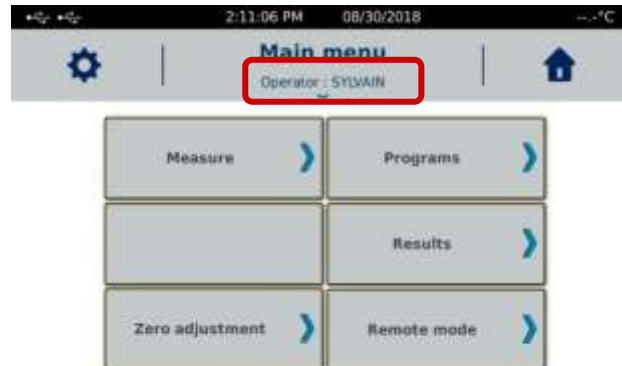 2:11:06 PM 08/30/2018 --.-°C
Main menu
Operator : SYLVAIN
Measure Programs
Results
Zero adjustment Remote mode